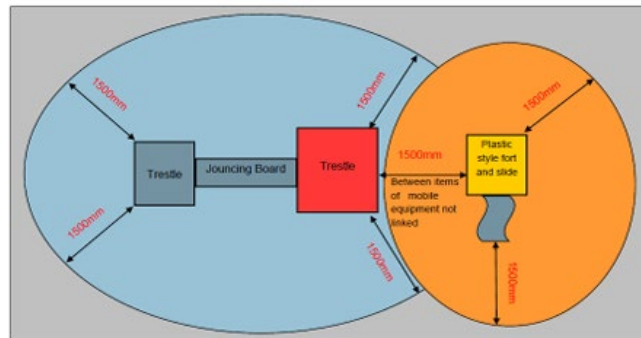 1500mm
1500mm
1500mm
Trestle
Jouncing Board
Trestle
1500mm
Plastic
style fort
and slide
Between items
of mobile
equipment not
linked
1500mm
1500mm
1500mm